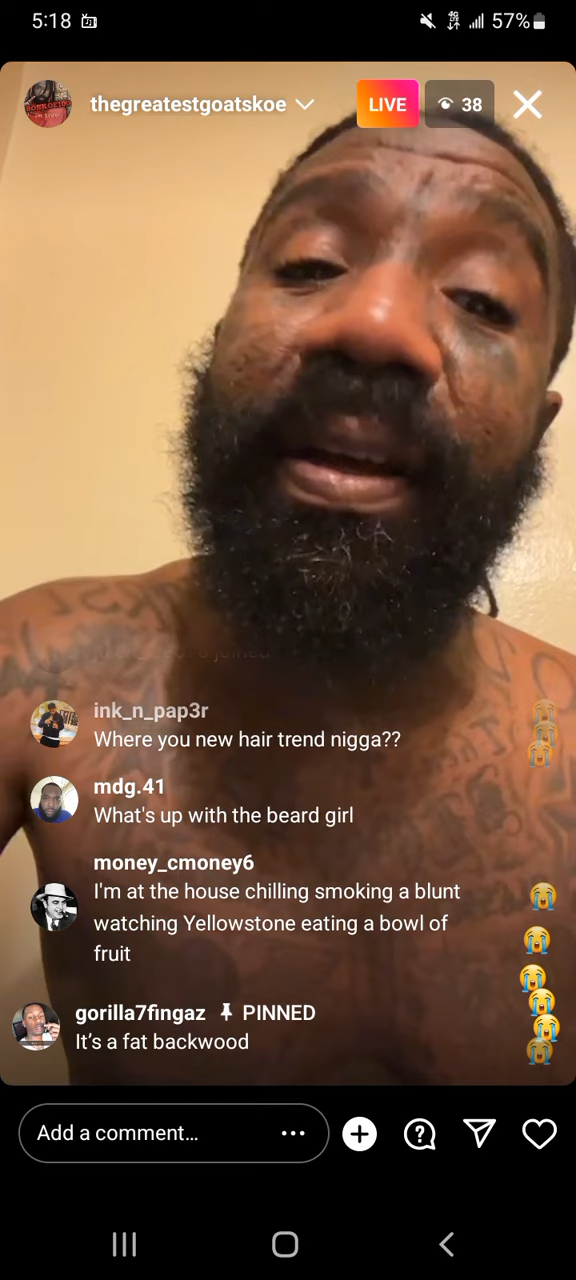 5:18
4G
57%
thegreatestgoatskoe
LIVE
38
ink_n_pap3r
Where you new hair trend nigga??
mdg.41
What's up with the beard girl
money_cmoney6
I'm at the house chilling smoking a blunt
watching Yellowstone eating a bowl of
fruit
gorilla7fingaz PINNED
It's a fat backwood
Add a comment...